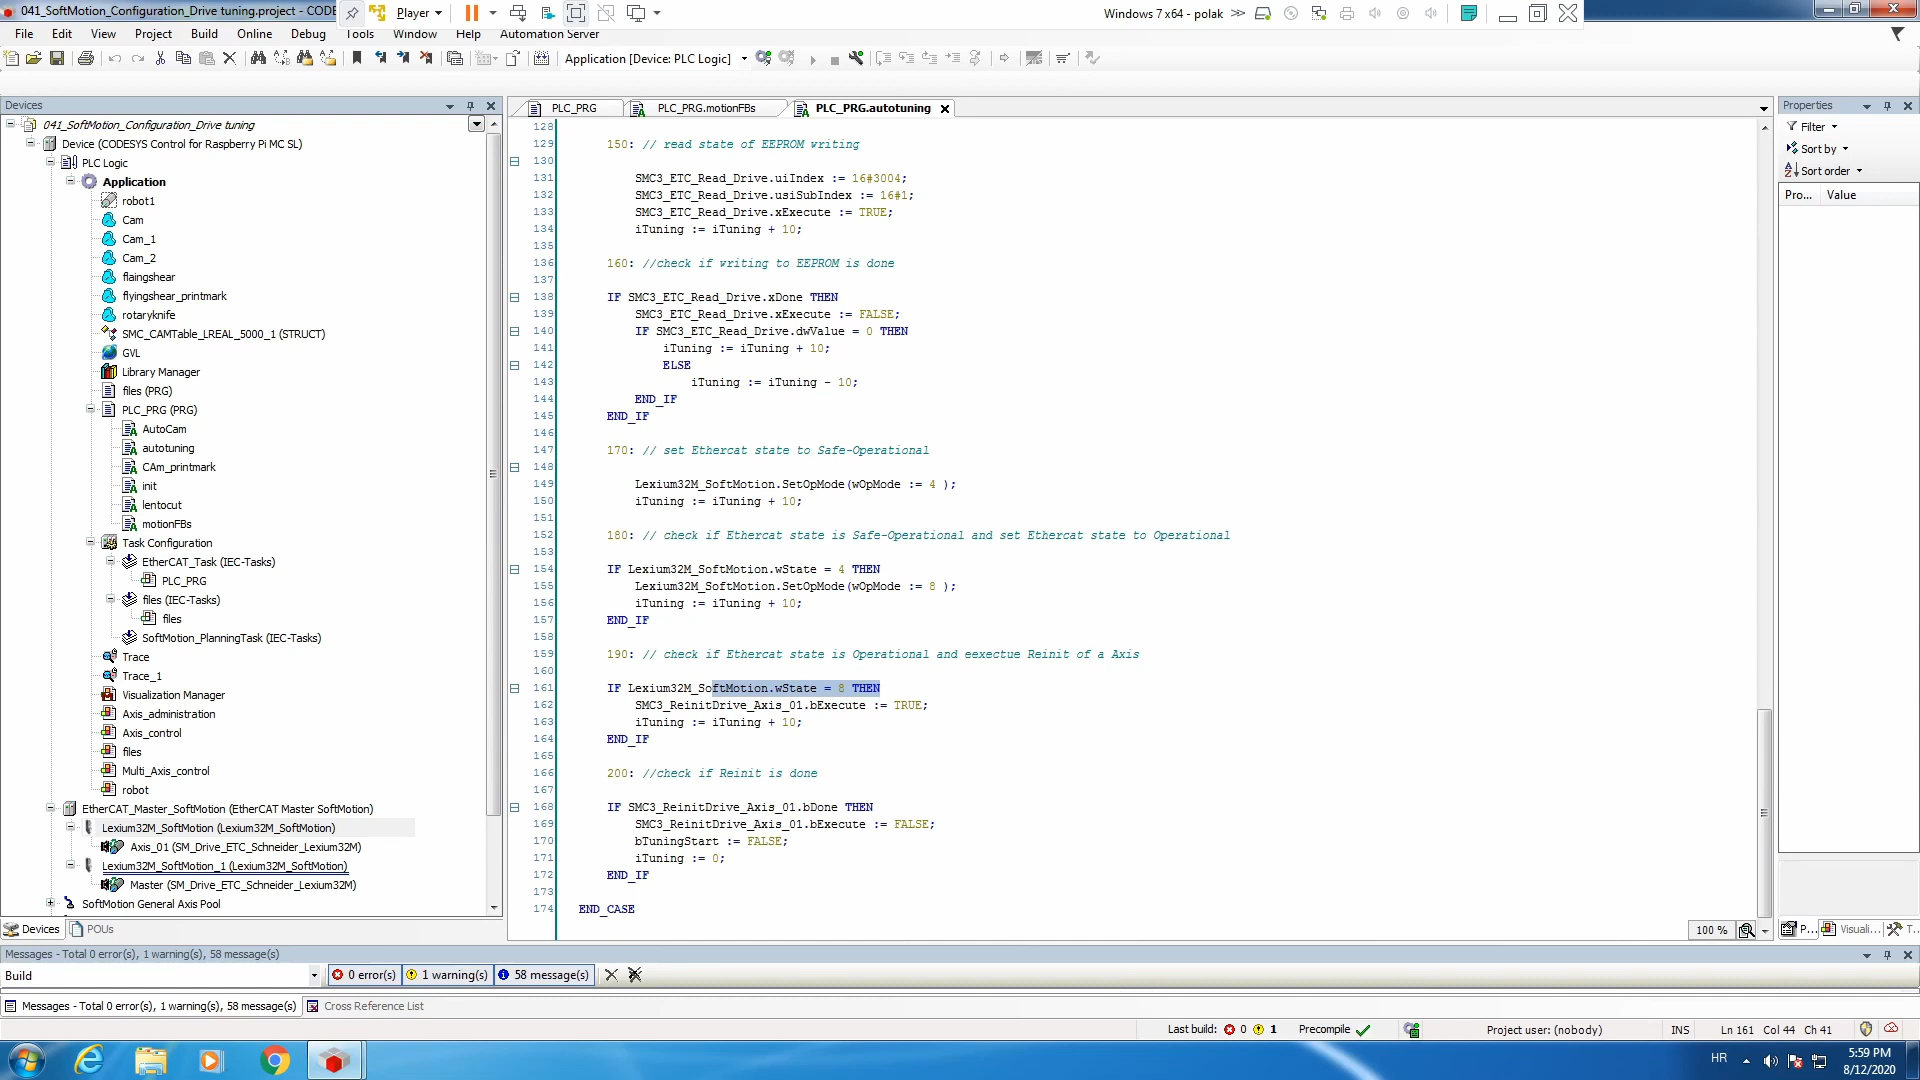 041_SoftMotion_Configuration_Drive tuning.project - CODE
Player
Windows 7 x64 - polak
File Edit View Project Build Online Debug Tools Window Help Automation Server
Application [Device: PLC Logic]
Devices
041_SoftMotion_Configuration_Drive tuning
Device (CODESYS Control for Raspberry Pi MC SL)
PLC Logic
Application
robot1
Cam
Cam_1
Cam_2
flaingshear
flyingshear_printmark
rotaryknife
SMC_CAMTable_LREAL_5000_1 (STRUCT)
GVL
Library Manager
files (PRG)
PLC_PRG (PRG)
AutoCam
autotuning
CAm_printmark
init
lentocut
motionFBs
Task Configuration
EtherCAT_Task (IEC-Tasks)
PLC_PRG
files (IEC-Tasks)
files
SoftMotion_PlanningTask (IEC-Tasks)
Trace
Trace_1
Visualization Manager
Axis_administration
Axis_control
files
Multi_Axis_control
robot
EtherCAT_Master_SoftMotion (EtherCAT Master SoftMotion)
Lexium32M_SoftMotion (Lexium32M_SoftMotion)
Axis_01 (SM_Drive_ETC_Schneider_Lexium32M)
Lexium32M_SoftMotion_1 (Lexium32M_SoftMotion)
Master (SM_Drive_ETC_Schneider_Lexium32M)
SoftMotion General Axis Pool
Devices POUs
PLC_PRG PLC_PRG.motionFBs PLC_PRG.autotuning
128
129 150: // read state of EEPROM writing
130
131 SMC3_ETC_Read_Drive.uiIndex := 16#3004;
132 SMC3_ETC_Read_Drive.usiSubIndex := 16#1;
133 SMC3_ETC_Read_Drive.xExecute := TRUE;
134 iTuning := iTuning + 10;
135
136 160: //check if writing to EEPROM is done
137
138 IF SMC3_ETC_Read_Drive.xDone THEN
139 SMC3_ETC_Read_Drive.xExecute := FALSE;
140 IF SMC3_ETC_Read_Drive.dwValue = 0 THEN
141 iTuning := iTuning + 10;
142 ELSE
143 iTuning := iTuning - 10;
144 END_IF
145 END_IF
146
147 170: // set Ethercat state to Safe-Operational
148
149 Lexium32M_SoftMotion.SetOpMode(wOpMode := 4 );
150 iTuning := iTuning + 10;
151
152 180: // check if Ethercat state is Safe-Operational and set Ethercat state to Operational
153
154 IF Lexium32M_SoftMotion.wState = 4 THEN
155 Lexium32M_SoftMotion.SetOpMode(wOpMode := 8 );
156 iTuning := iTuning + 10;
157 END_IF
158
159 190: // check if Ethercat state is Operational and eexectue Reinit of a Axis
160
161 IF Lexium32M_SoftMotion.wState = 8 THEN
162 SMC3_ReinitDrive_Axis_01.bExecute := TRUE;
163 iTuning := iTuning + 10;
164 END_IF
165
166 200: //check if Reinit is done
167
168 IF SMC3_ReinitDrive_Axis_01.bDone THEN
169 SMC3_ReinitDrive_Axis_01.bExecute := FALSE;
170 bTuningStart := FALSE;
171 iTuning := 0;
172 END_IF
173
174 END_CASE
100 %
Properties
Filter
Sort by
Sort order
Pro... Value
P... Visuali... T...
Messages - Total 0 error(s), 1 warning(s), 58 message(s)
Build 0 error(s) 1 warning(s) 58 message(s)
Messages - Total 0 error(s), 1 warning(s), 58 message(s) Cross Reference List
Last build: 0 1 Precompile Project user: (nobody) INS Ln 161 Col 44 Ch 41
HR 5:59 PM
8/12/2020